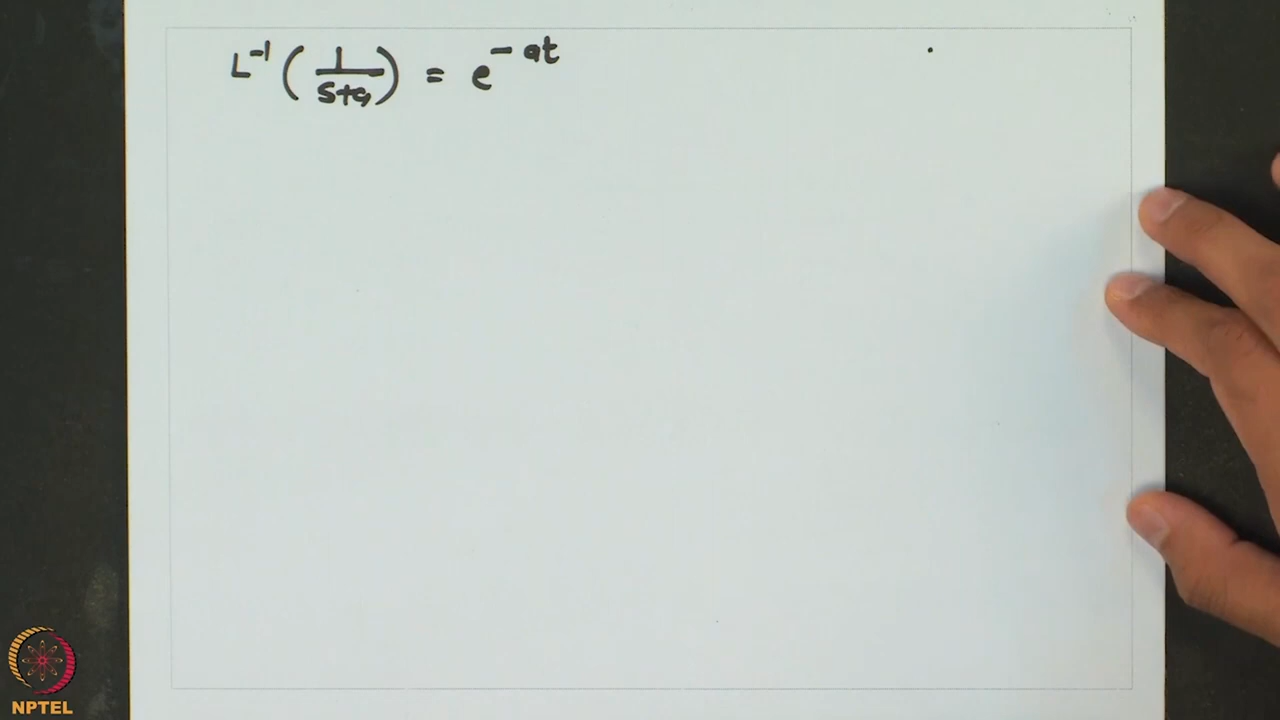 L⁻¹ ( 1/(s+a) ) = e^(-at)
NPTEL